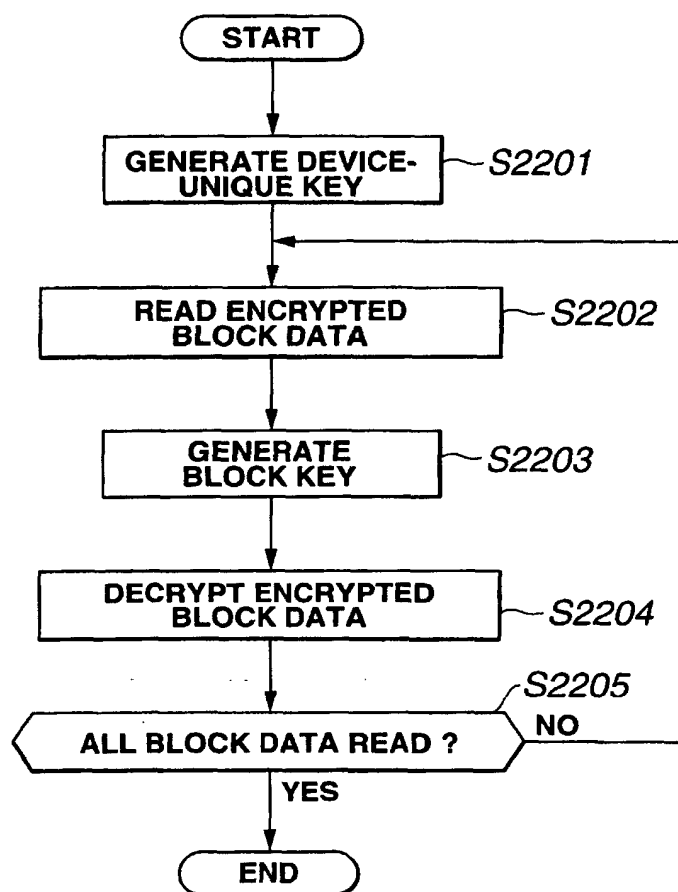 START
GENERATE DEVICE-
UNIQUE KEY
S2201
READ ENCRYPTED
BLOCK DATA
S2202
GENERATE
BLOCK KEY
S2203
DECRYPT ENCRYPTED
BLOCK DATA
S2204
S2205
ALL BLOCK DATA READ ?
NO
YES
END